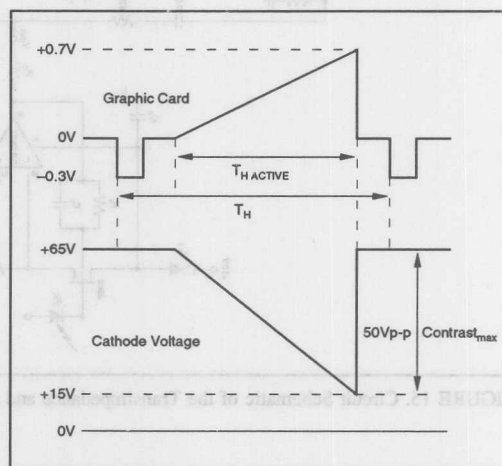 +0.7V
Graphic Card
0V
−0.3V
T_H ACTIVE
T_H
+65V
50Vp-p Contrast_max
Cathode Voltage
+15V
0V